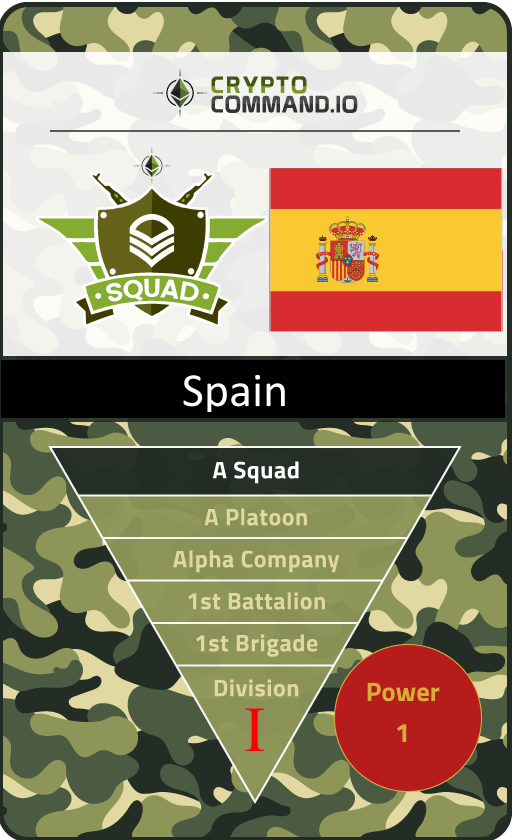 CRYPTO
COMMAND.IO
SQUAD
Spain
A Squad
A Platoon
Alpha Company
1st Battalion
1st Brigade
Division
I
Power
1